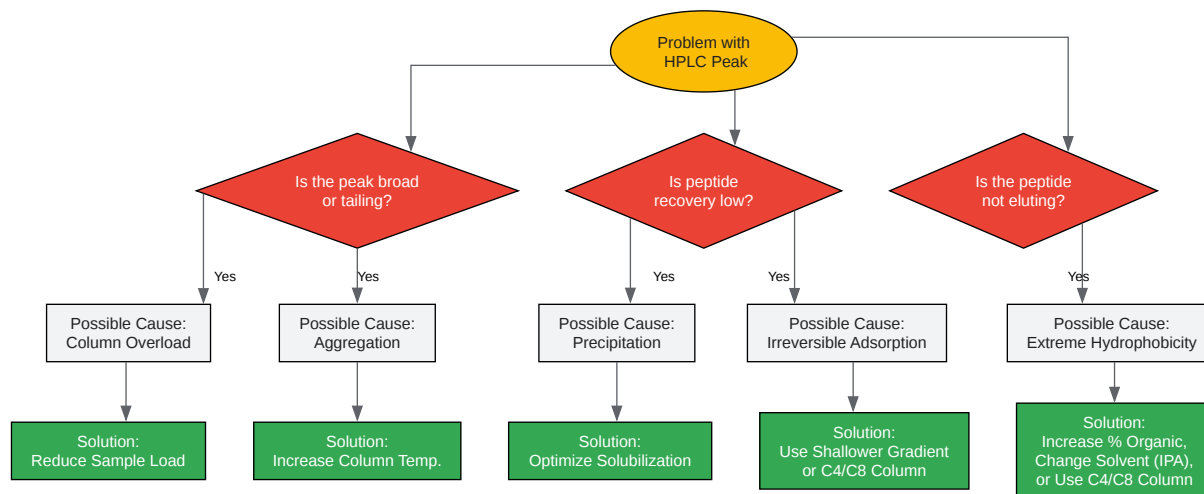 Problem with
HPLC Peak
Is the peak broad
or tailing?
Is peptide
recovery low?
Is the peptide
not eluting?
Yes
Yes
Yes
Yes
Yes
Possible Cause:
Column Overload
Possible Cause:
Aggregation
Possible Cause:
Precipitation
Possible Cause:
Irreversible Adsorption
Possible Cause:
Extreme Hydrophobicity
Solution:
Reduce Sample Load
Solution:
Increase Column Temp.
Solution:
Optimize Solubilization
Solution:
Use Shallower Gradient
or C4/C8 Column
Solution:
Increase % Organic,
Change Solvent (IPA),
or Use C4/C8 Column